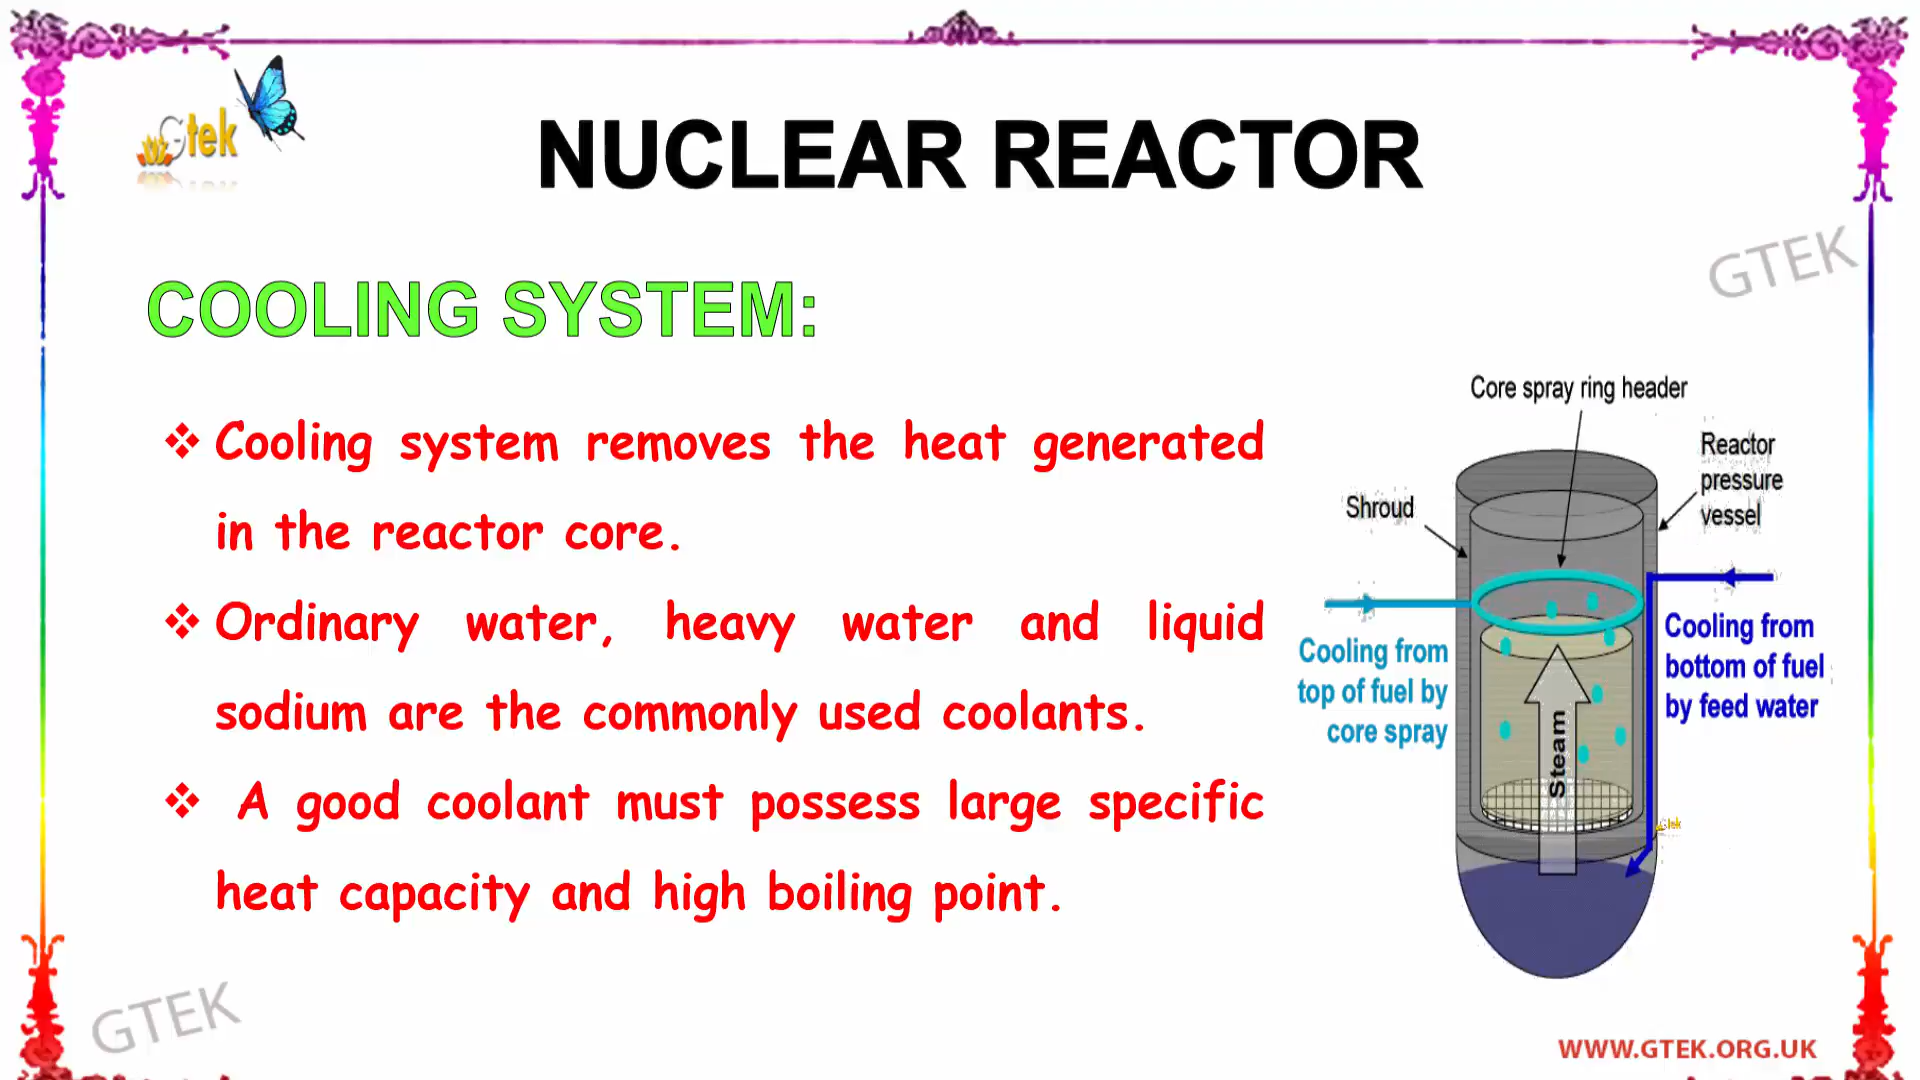 Gtek
NUCLEAR REACTOR
GTEK
COOLING SYSTEM:
❖ Cooling system removes the heat generated
in the reactor core.
❖ Ordinary water, heavy water and liquid
sodium are the commonly used coolants.
❖ A good coolant must possess large specific
heat capacity and high boiling point.
Core spray ring header
Reactor
pressure
vessel
Shroud
Cooling from
top of fuel by
core spray
Cooling from
bottom of fuel
by feed water
Steam
Gtek
GTEK
WWW.GTEK.ORG.UK